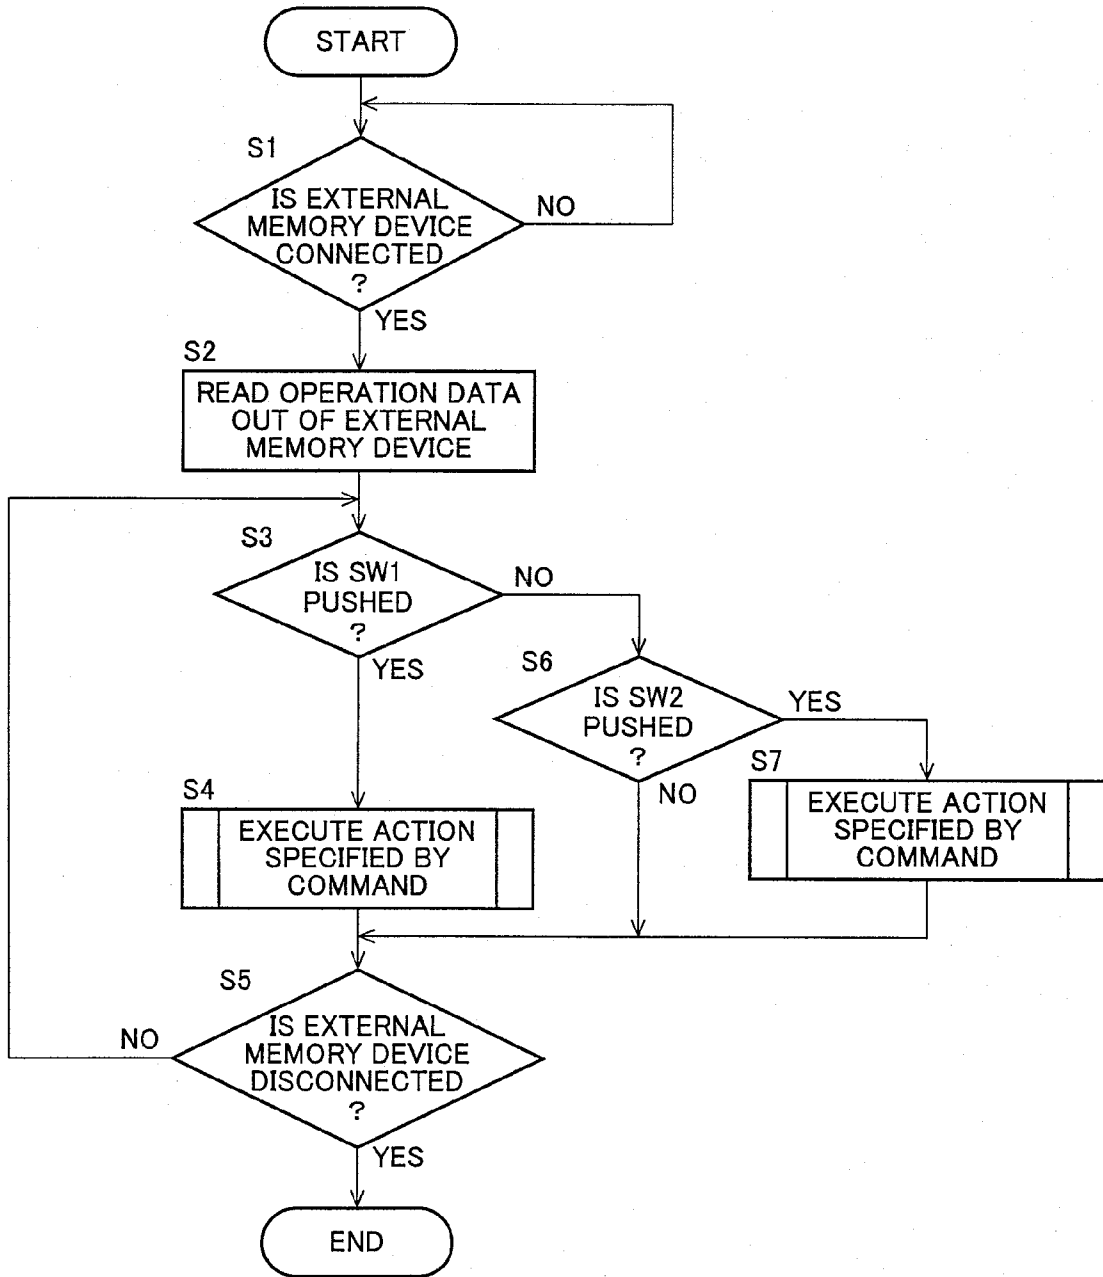 START
S1
IS EXTERNAL
MEMORY DEVICE
CONNECTED
?
NO
YES
S2
READ OPERATION DATA
OUT OF EXTERNAL
MEMORY DEVICE
S3
IS SW1
PUSHED
?
NO
YES
S6
IS SW2
PUSHED
?
YES
NO
S7
EXECUTE ACTION
SPECIFIED BY
COMMAND
S4
EXECUTE ACTION
SPECIFIED BY
COMMAND
S5
IS EXTERNAL
MEMORY DEVICE
DISCONNECTED
?
NO
YES
END